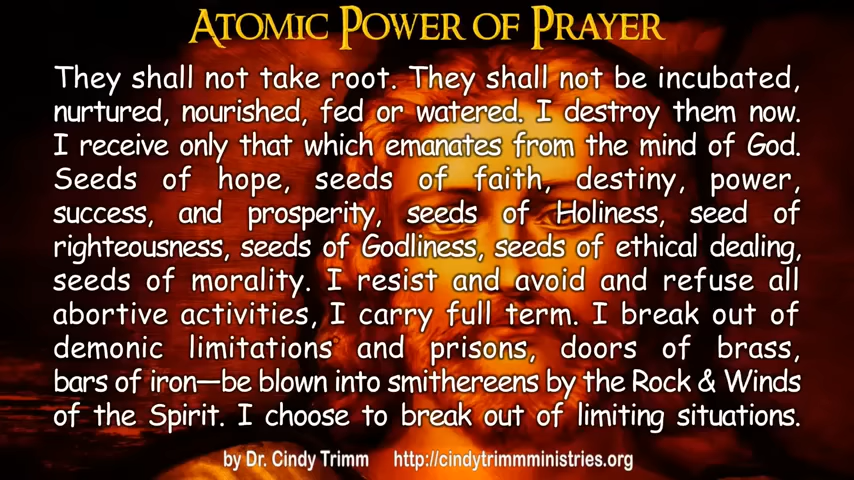 ATOMIC POWER OF PRAYER
They shall not take root. They shall not be incubated,
nurtured, nourished, fed or watered. I destroy them now.
I receive only that which emanates from the mind of God.
Seeds of hope, seeds of faith, destiny, power,
success, and prosperity, seeds of Holiness, seed of
righteousness, seeds of Godliness, seeds of ethical dealing,
seeds of morality. I resist and avoid and refuse all
abortive activities, I carry full term. I break out of
demonic limitations and prisons, doors of brass,
bars of iron—be blown into smithereens by the Rock & Winds
of the Spirit. I choose to break out of limiting situations.
by Dr. Cindy Trimm http://cindytrimmministries.org